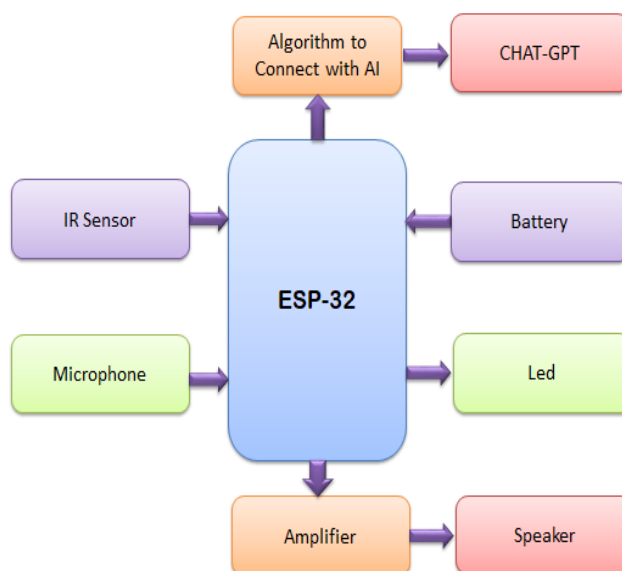 Algorithm to
Connect with AI
CHAT-GPT
IR Sensor
Battery
ESP-32
Microphone
Led
Amplifier
Speaker